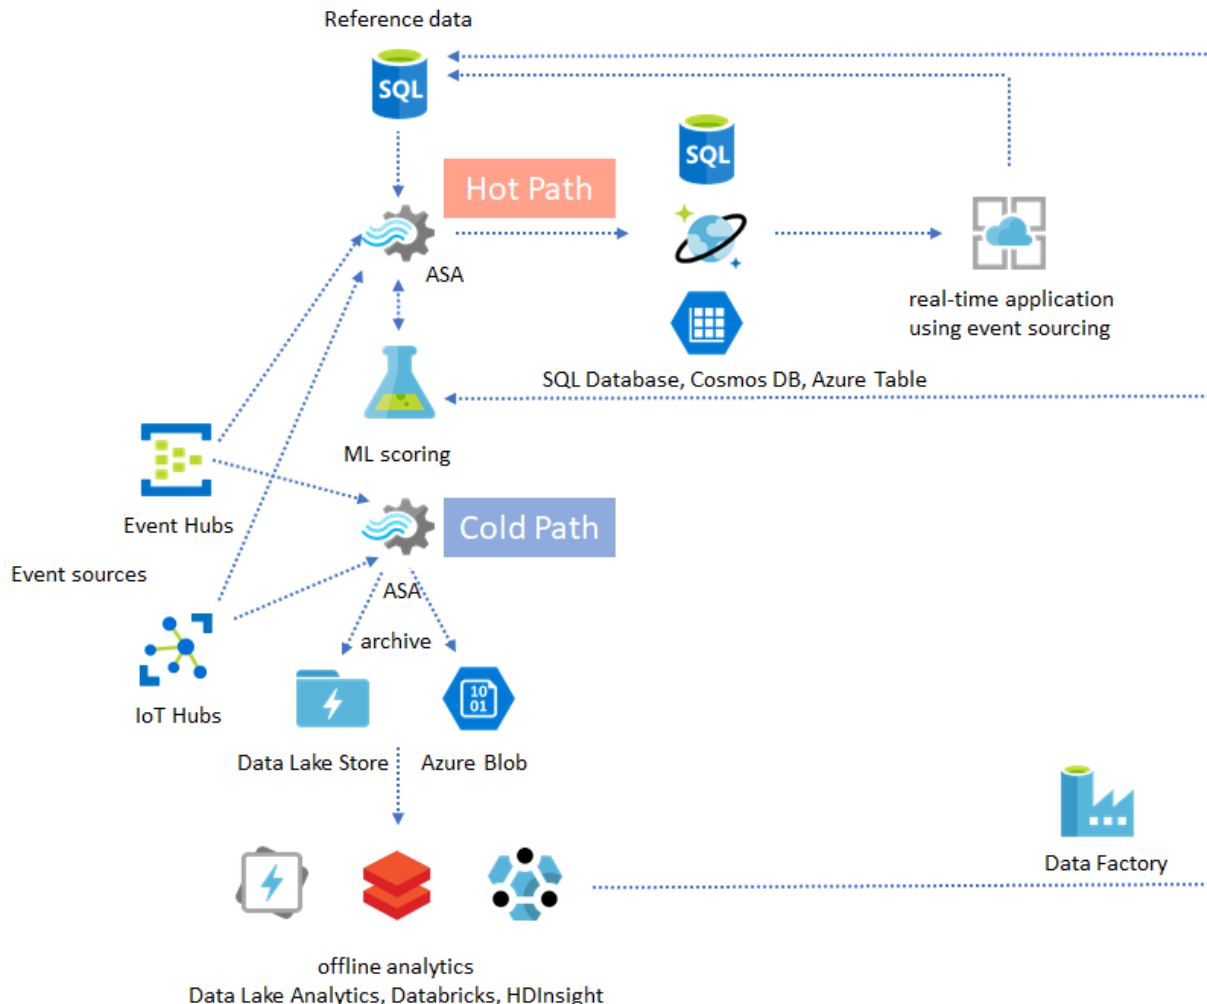 Reference data
SQL
Hot Path
SQL
ASA
real-time application
using event sourcing
SQL Database, Cosmos DB, Azure Table
ML scoring
Event Hubs
Cold Path
Event sources
ASA
archive
IoT Hubs
10
01
Data Lake Store
Azure Blob
Data Factory
offline analytics
Data Lake Analytics, Databricks, HDInsight